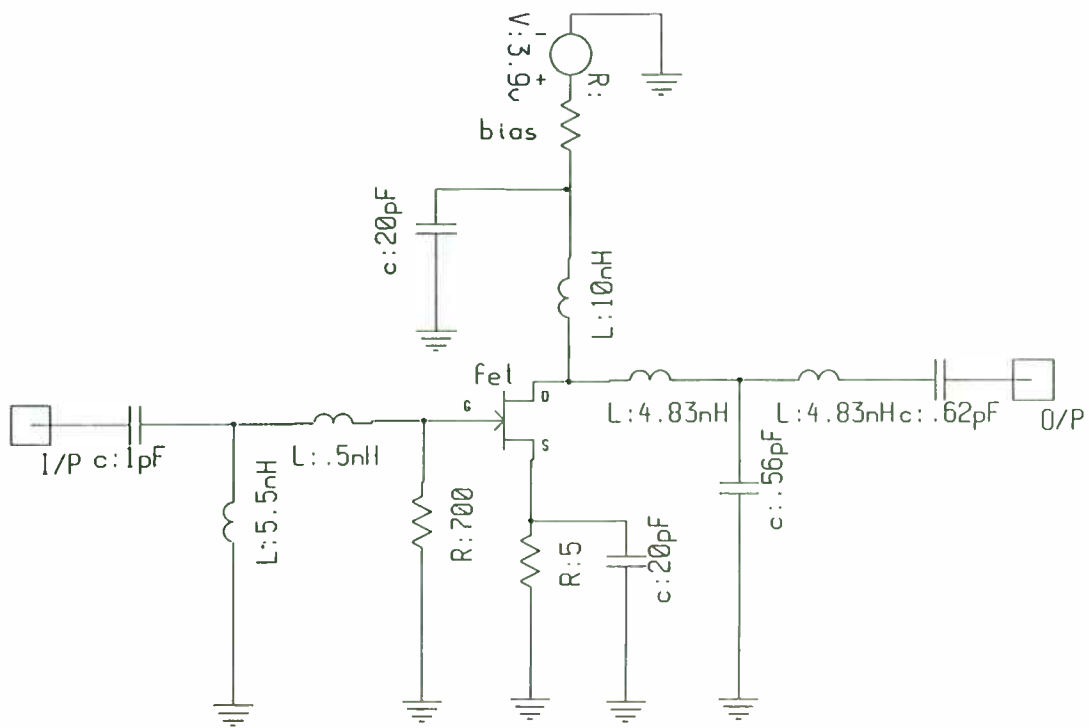 V:3.9v
-
+
R:
bias
c:20pF
L:10nH
fet
G
D
S
L:4.83nH
L:4.83nH
c:.62pF
O/P
I/P
c:1pF
L:.5nH
L:5.5nH
R:700
R:5
c:20pF
c:.56pF